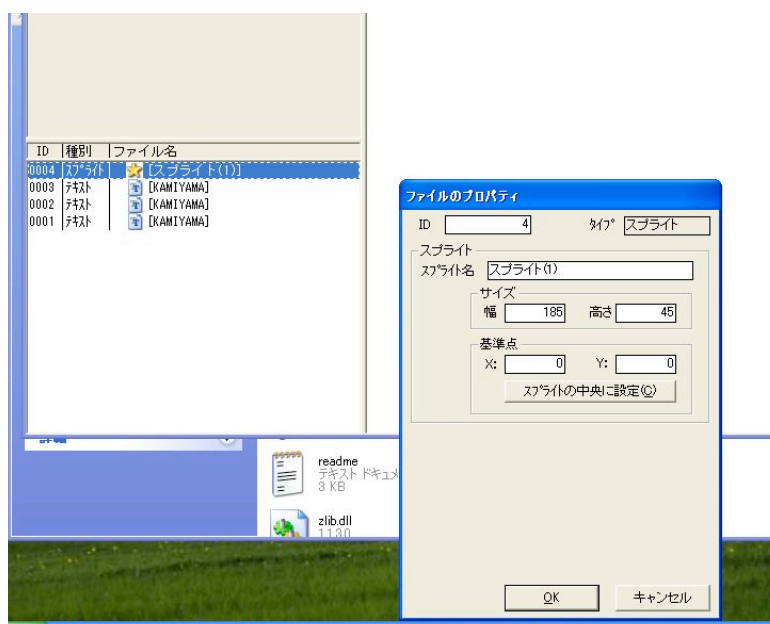 ID 種別 ファイル名
0004 スプライト [スプライト(1)]
0003 テキスト [KAMIYAMA]
0002 テキスト [KAMIYAMA]
0001 テキスト [KAMIYAMA]
readme
テキスト ドキュメ
3 KB
zlib.dll
1.1.3.0
ファイルのプロパティ
ID 4 タイプ スプライト
スプライト
スプライト名 スプライト(1)
サイズ
幅 185 高さ 45
基準点
X: 0 Y: 0
スプライトの中央に設定(C)
OK キャンセル